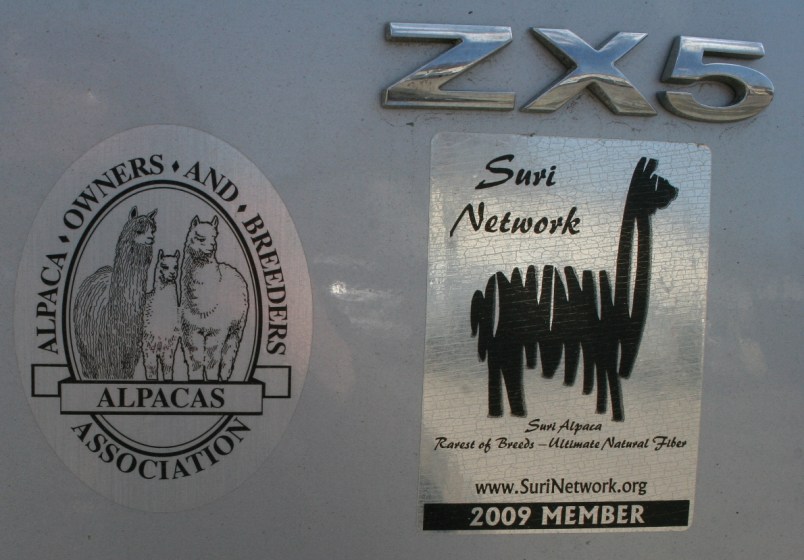 ZX5
ALPACA • OWNERS • AND • BREEDERS
ALPACAS
ASSOCIATION
Suri
Network
Suri Alpaca
Rarest of Breeds – Ultimate Natural Fiber
www.SuriNetwork.org
2009 MEMBER